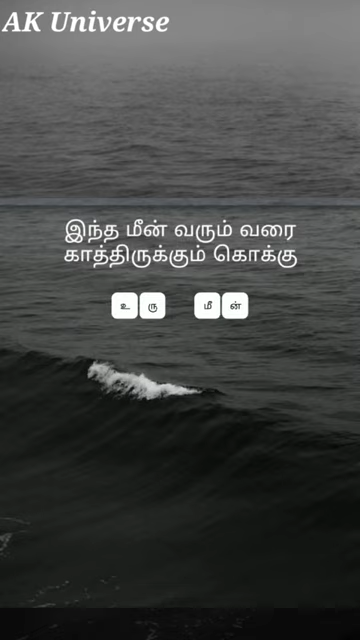 AK Universe
இந்த மீன் வரும் வரை
காத்திருக்கும் கொக்கு
உ ரு மீ ன்